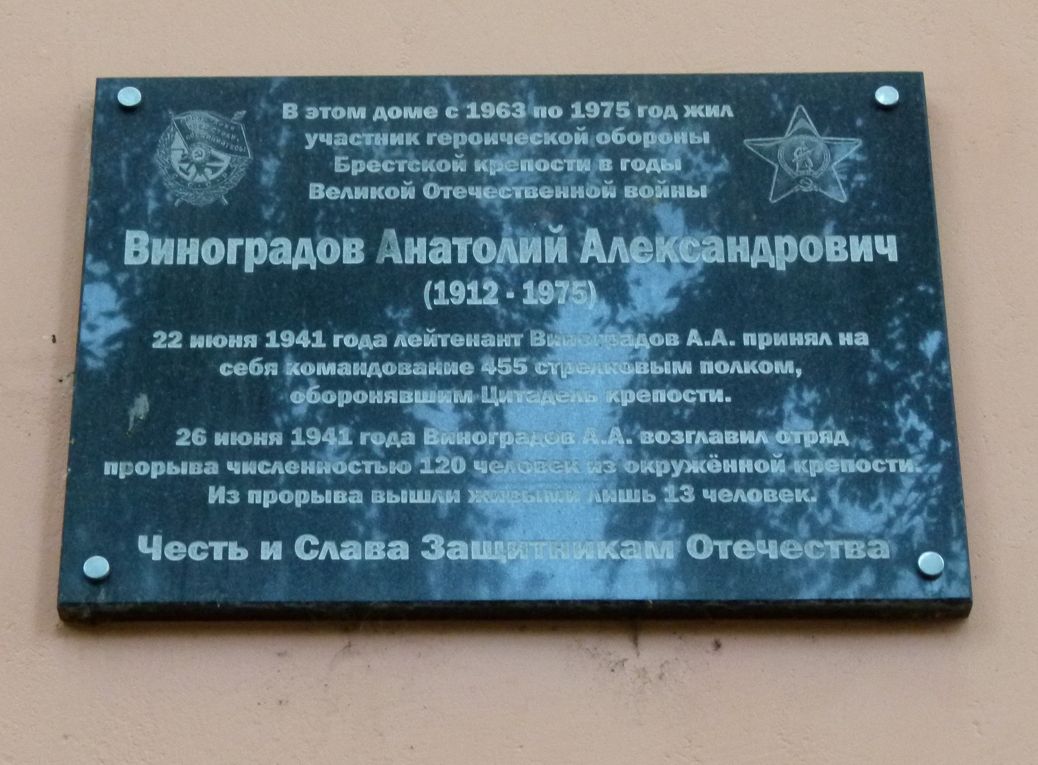 В этом доме с 1963 по 1975 год жил
участник героической обороны
Брестской крепости в годы
Великой Отечественной войны
Виноградов Анатолий Александрович
(1912 - 1975)
22 июня 1941 года лейтенант Виноградов А.А. принял на
себя командование 455 стрелковым полком,
оборонявшим Цитадель крепости.
26 июня 1941 года Виноградов А.А. возглавил отряд
прорыва численностью 120 человек из окружённой крепости.
Из прорыва вышли живыми лишь 13 человек.
Честь и Слава Защитникам Отечества